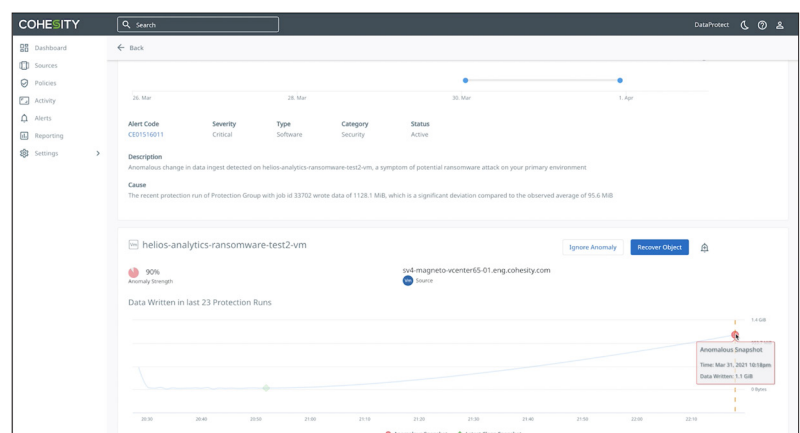 COHESITY
Search
DataProtect
Dashboard
Sources
Policies
Activity
Alerts
Reporting
Settings
Back
26. Mar
28. Mar
30. Mar
1. Apr
Alert Code
Severity
Type
Category
Status
CE01516011
Critical
Software
Security
Active
Description
Anomalous change in data ingest detected on helios-analytics-ransomware-test2-vm, a symptom of potential ransomware attack on your primary environment
Cause
The recent protection run of Protection Group with job id 33702 wrote data of 1128.1 MiB, which is a significant deviation compared to the observed average of 95.6 MiB
helios-analytics-ransomware-test2-vm
Ignore Anomaly
Recover Object
90%
Anomaly Strength
sv4-magneto-vcenter65-01.eng.cohesity.com
Source
Data Written in last 23 Protection Runs
1.4 GiB
Anomalous Snapshot
Time: Mar 31, 2021 10:18pm
Data Written: 1.1 GiB
0 Bytes
20:30
20:40
20:50
21:00
21:10
21:20
21:30
21:40
21:50
22:00
22:10